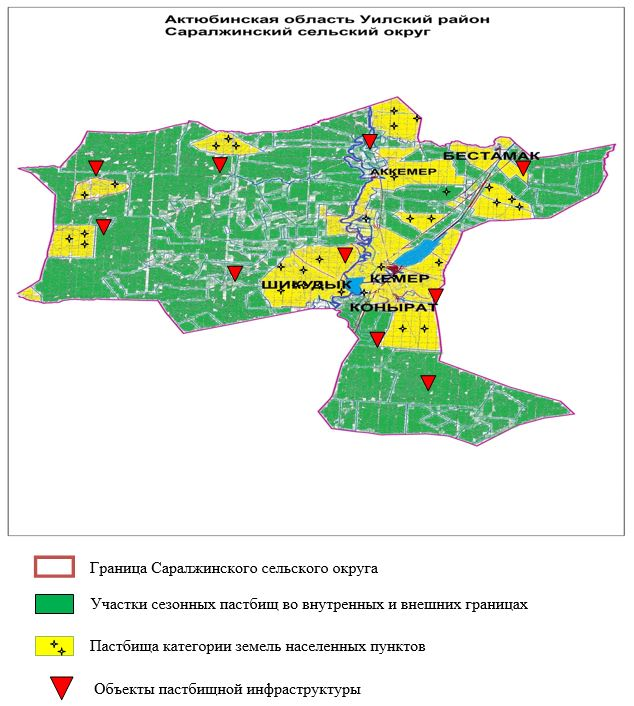 Актюбинская область Уилский район
Саралжинский сельский округ
БЕСТАМАК
АККЕМЕР
КЕМЕР
ШИКУДЫК
КОНЫРАТ
Граница Саралжинского сельского округа
Участки сезонных пастбищ во внутренных и внешних границах
Пастбища категории земель населенных пунктов
Объекты пастбищной инфраструктуры